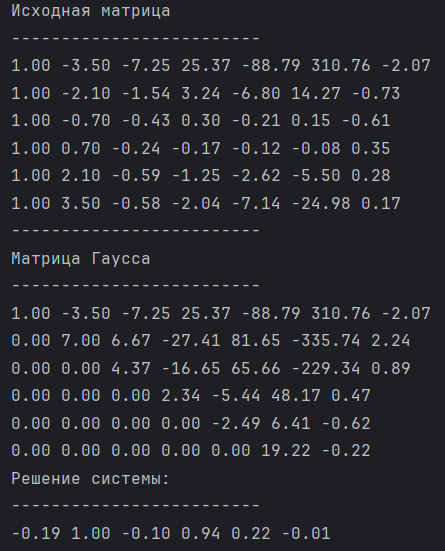 Исходная матрица
-------------------------
1.00 -3.50 -7.25 25.37 -88.79 310.76 -2.07
1.00 -2.10 -1.54 3.24 -6.80 14.27 -0.73
1.00 -0.70 -0.43 0.30 -0.21 0.15 -0.61
1.00 0.70 -0.24 -0.17 -0.12 -0.08 0.35
1.00 2.10 -0.59 -1.25 -2.62 -5.50 0.28
1.00 3.50 -0.58 -2.04 -7.14 -24.98 0.17
-------------------------
Матрица Гаусса
-------------------------
1.00 -3.50 -7.25 25.37 -88.79 310.76 -2.07
0.00 7.00 6.67 -27.41 81.65 -335.74 2.24
0.00 0.00 4.37 -16.65 65.66 -229.34 0.89
0.00 0.00 0.00 2.34 -5.44 48.17 0.47
0.00 0.00 0.00 0.00 -2.49 6.41 -0.62
0.00 0.00 0.00 0.00 0.00 19.22 -0.22
Решение системы:
-------------------------
-0.19 1.00 -0.10 0.94 0.22 -0.01